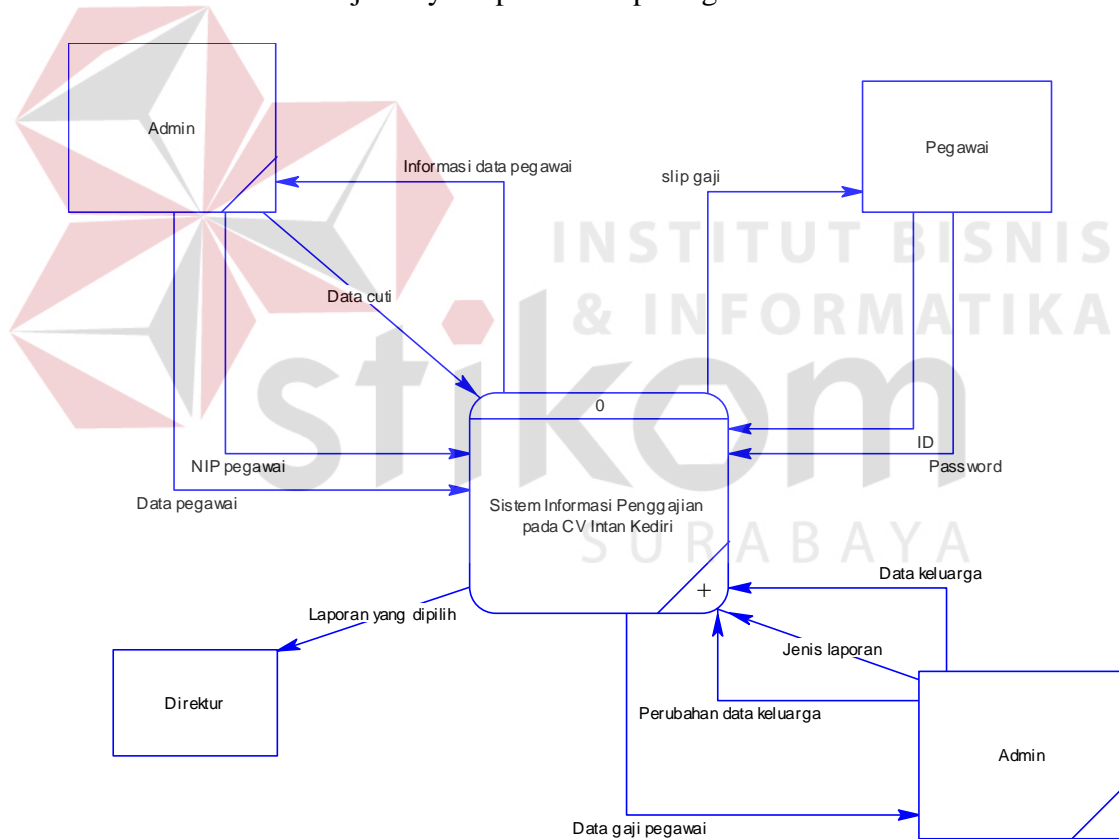 Admin
Informasi data pegawai
slip gaji
Pegawai
INSTITUT BISNIS
& INFORMATIKA
Data cuti
stikom
0
ID
Password
NIP pegawai
Data pegawai
Sistem Informasi Penggajian
pada CV Intan Kediri
SURABAYA
+
Data keluarga
Laporan yang dipilih
Jenis laporan
Direktur
Perubahan data keluarga
Admin
Data gaji pegawai